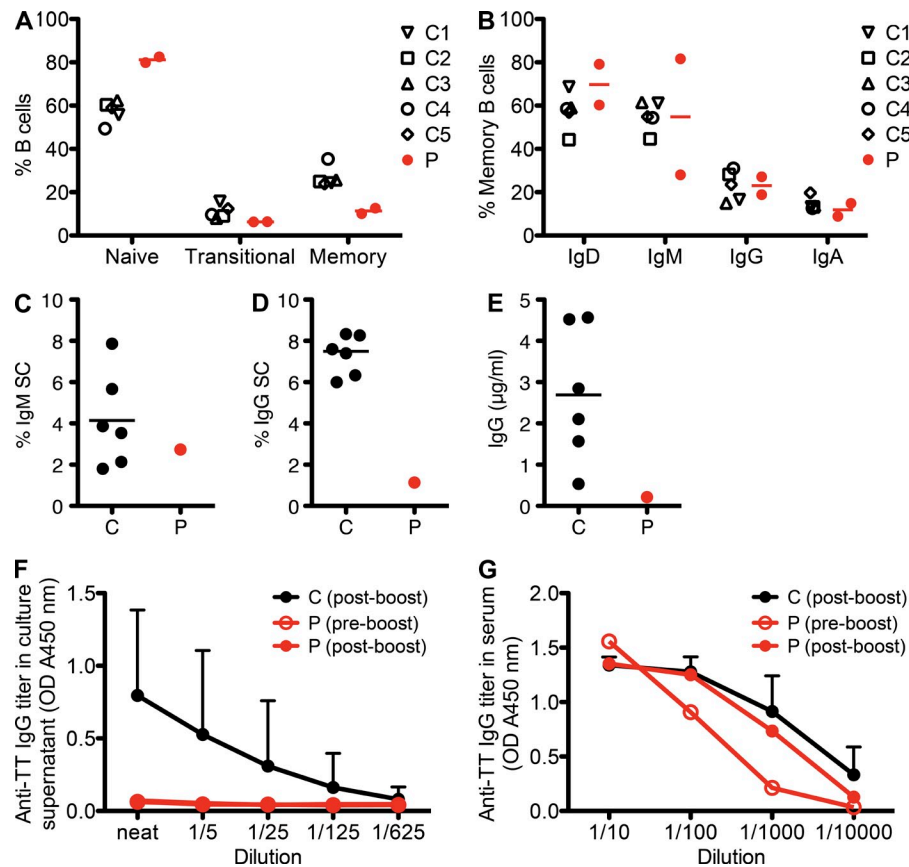 A
% B cells
100
80
60
40
20
0
Naive Transitional Memory
C1
C2
C3
C4
C5
P
B
% Memory B cells
100
80
60
40
20
0
IgD IgM IgG IgA
C1
C2
C3
C4
C5
P
C
% IgM SC
10
8
6
4
2
0
C P
D
% IgG SC
10
8
6
4
2
0
C P
E
IgG (µg/ml)
5
4
3
2
1
0
C P
F
Anti-TT IgG titer in culture
supernatant (OD A450 nm)
1.5
1.0
0.5
0.0
neat 1/5 1/25 1/125 1/625
Dilution
C (post-boost)
P (pre-boost)
P (post-boost)
G
Anti-TT IgG titer in serum
(OD A450 nm)
2.0
1.5
1.0
0.5
0.0
1/10 1/100 1/1000 1/10000
Dilution
C (post-boost)
P (pre-boost)
P (post-boost)